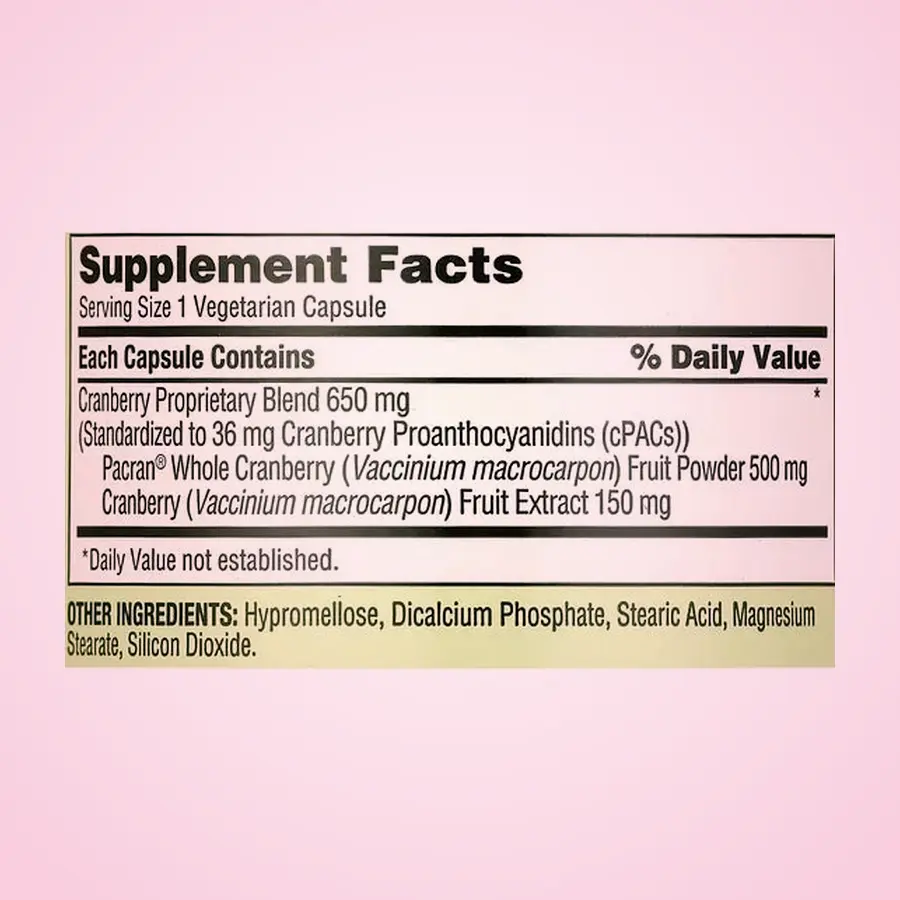 Supplement Facts
Serving Size 1 Vegetarian Capsule
Each Capsule Contains % Daily Value
Cranberry Proprietary Blend 650 mg *
(Standardized to 36 mg Cranberry Proanthocyanidins (cPACs))
Pacran® Whole Cranberry (Vaccinium macrocarpon) Fruit Powder 500 mg
Cranberry (Vaccinium macrocarpon) Fruit Extract 150 mg
*Daily Value not established.
OTHER INGREDIENTS: Hypromellose, Dicalcium Phosphate, Stearic Acid, Magnesium
Stearate, Silicon Dioxide.